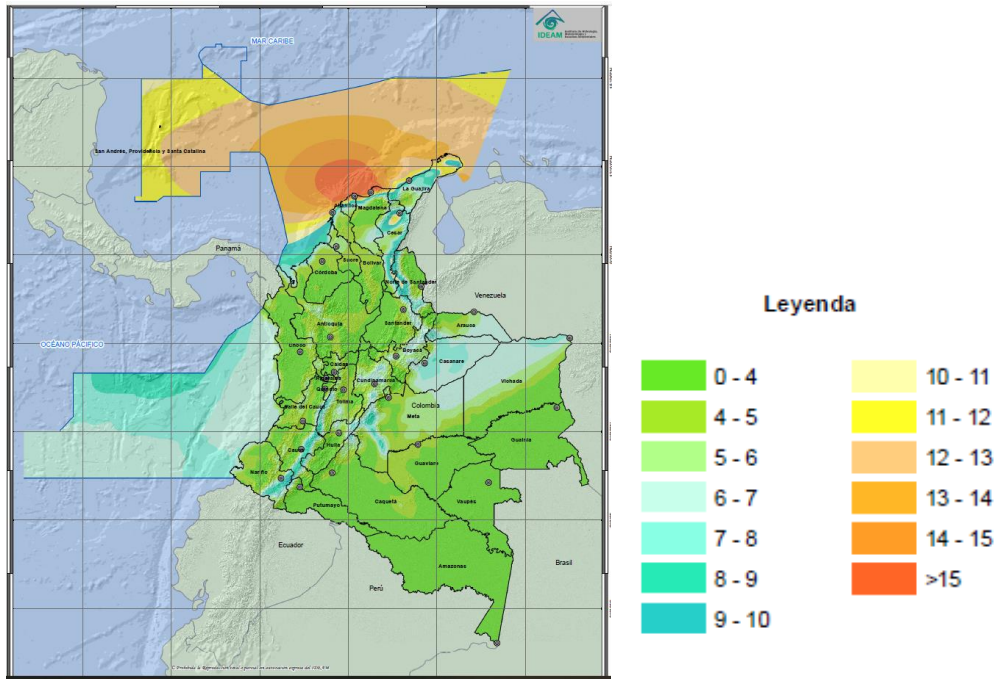 IDEAM
MAR CARIBE
San Andrés, Providencia y Santa Catalina
La Guajira
Atlántico
Magdalena
Cesar
Panamá
Sucre
Bolívar
Córdoba
Norte de Santander
Venezuela
Antioquia
Santander
Arauca
OCÉANO PACÍFICO
Chocó
Boyacá
Casanare
Caldas
Risaralda
Cundinamarca
Vichada
Quindío
Tolima
Valle del Cauca
Colombia
Meta
Guainía
Cauca
Huila
Guaviare
Nariño
Caquetá
Vaupés
Putumayo
Ecuador
Amazonas
Brasil
Perú
Leyenda
0 - 4
4 - 5
5 - 6
6 - 7
7 - 8
8 - 9
9 - 10
10 - 11
11 - 12
12 - 13
13 - 14
14 - 15
>15